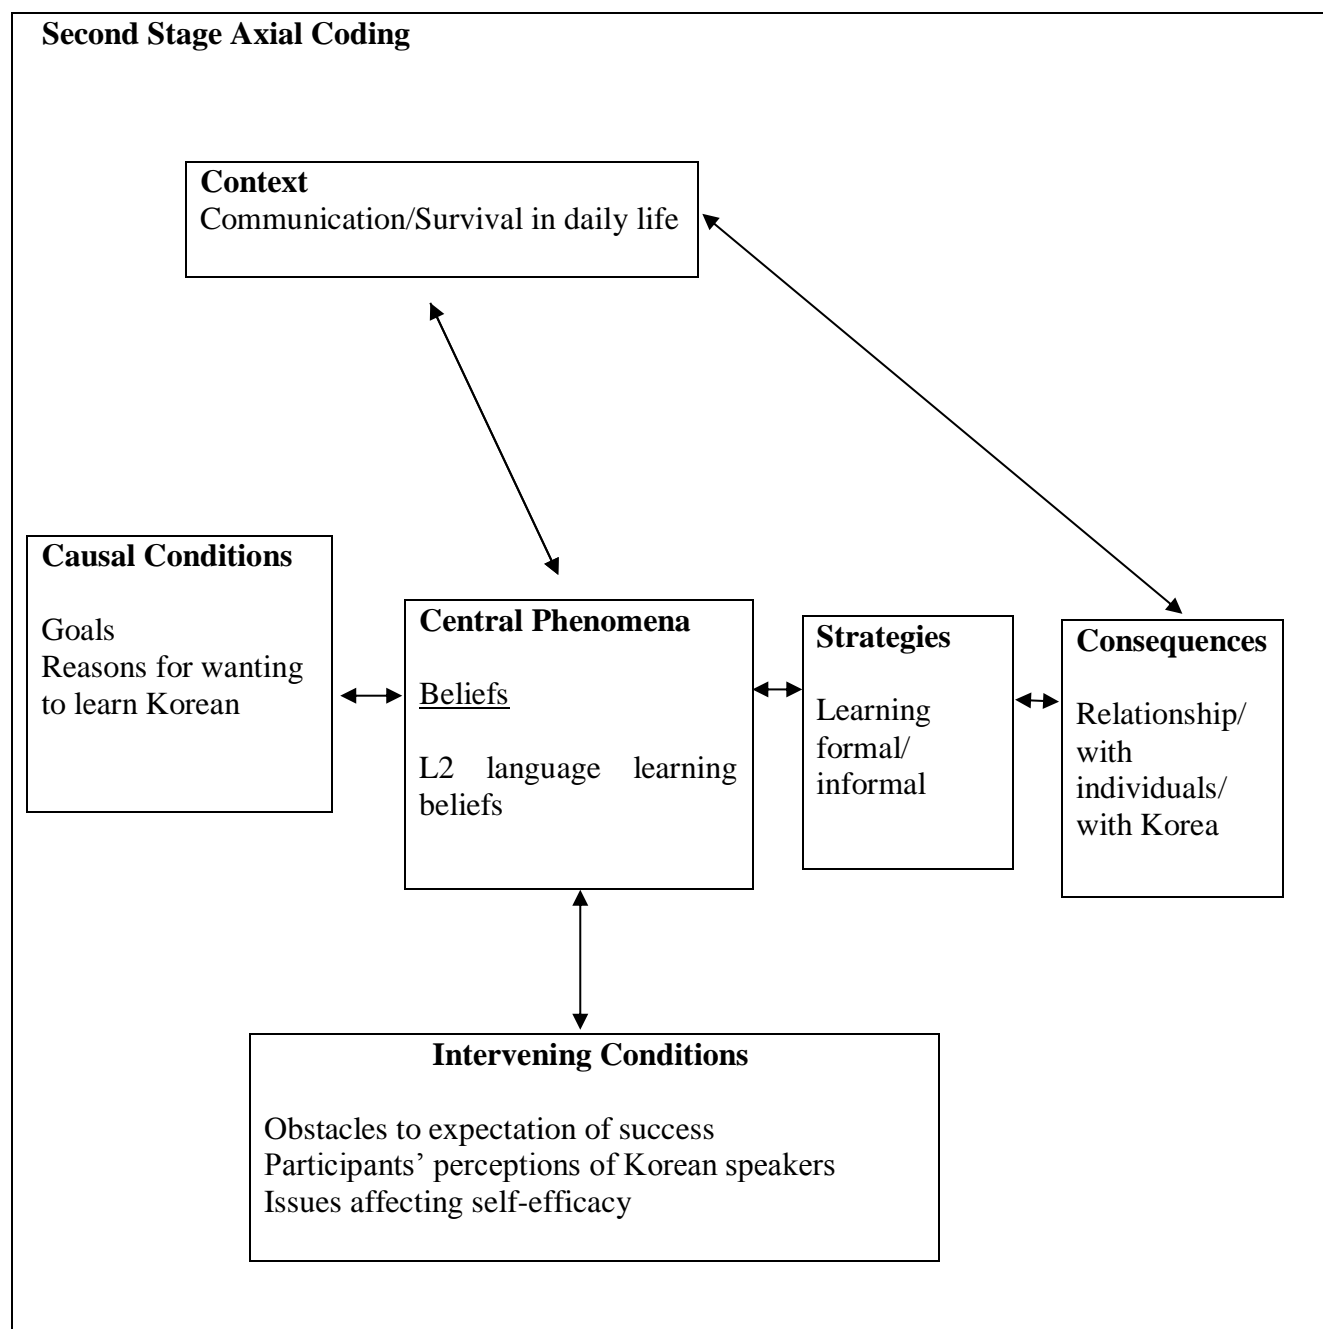 Second Stage Axial Coding
Context
Communication/Survival in daily life
Causal Conditions
Goals
Reasons for wanting
to learn Korean
Central Phenomena
Beliefs
L2 language learning
beliefs
Strategies
Learning
formal/
informal
Consequences
Relationship/
with
individuals/
with Korea
Intervening Conditions
Obstacles to expectation of success
Participants’ perceptions of Korean speakers
Issues affecting self-efficacy